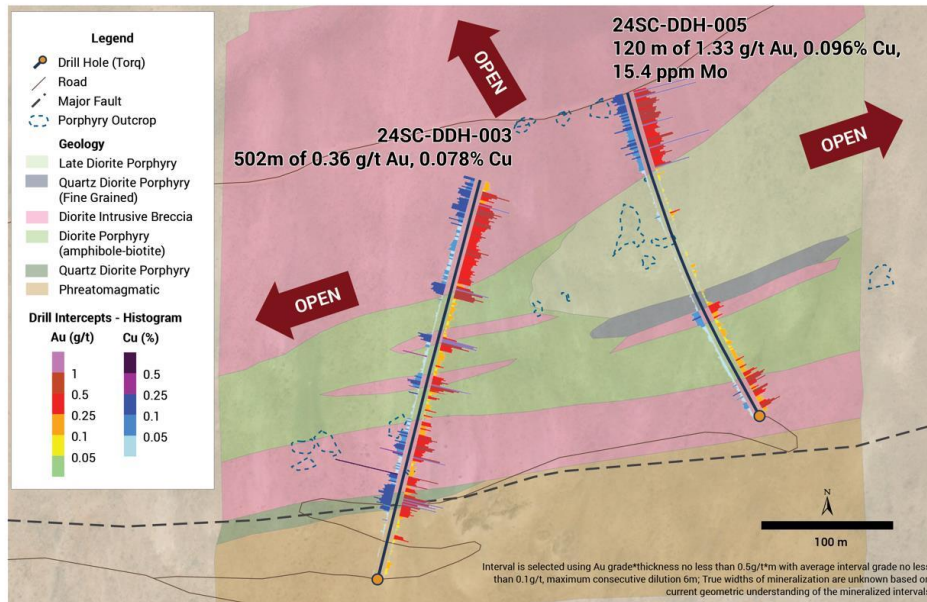 Legend
Drill Hole (Torq)
Road
Major Fault
Porphyry Outcrop
Geology
Late Diorite Porphyry
Quartz Diorite Porphyry
(Fine Grained)
Diorite Intrusive Breccia
Diorite Porphyry
(amphibole-biotite)
Quartz Diorite Porphyry
Phreatomagmatic
Drill Intercepts - Histogram
Au (g/t)
1
0.5
0.25
0.1
0.05
Cu (%)
0.5
0.25
0.1
0.05
24SC-DDH-003
502m of 0.36 g/t Au, 0.078% Cu
24SC-DDH-005
120 m of 1.33 g/t Au, 0.096% Cu,
15.4 ppm Mo
OPEN
OPEN
OPEN
N
100 m
Interval is selected using Au grade*thickness no less than 0.5g/t*m with average interval grade no less
than 0.1g/t, maximum consecutive dilution 6m; True widths of mineralization are unknown based on
current geometric understanding of the mineralized intervals